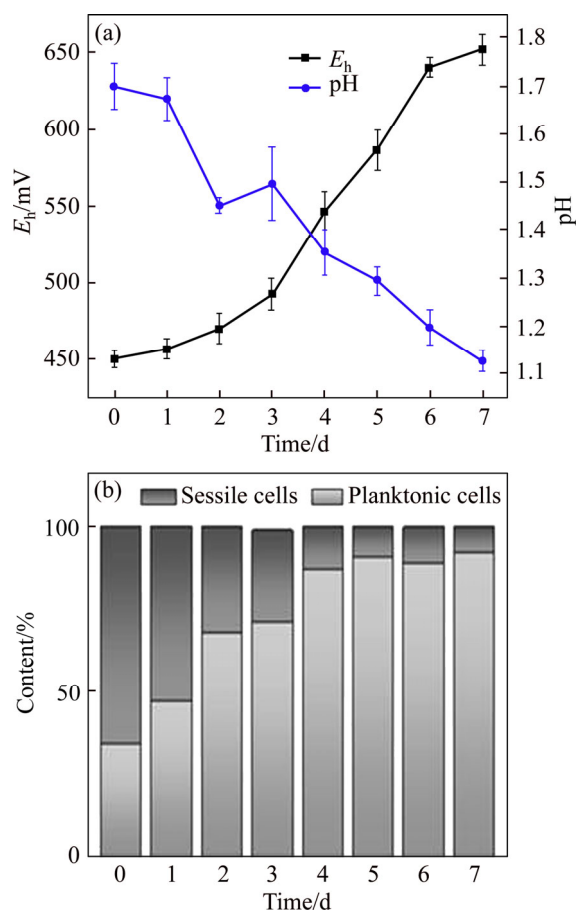 (a)
E_h
pH
650
600
550
500
450
E_h/mV
1.8
1.7
1.6
1.5
1.4
1.3
1.2
1.1
pH
0 1 2 3 4 5 6 7
Time/d
(b)
Sessile cells Planktonic cells
100
50
0
Content/%
0 1 2 3 4 5 6 7
Time/d